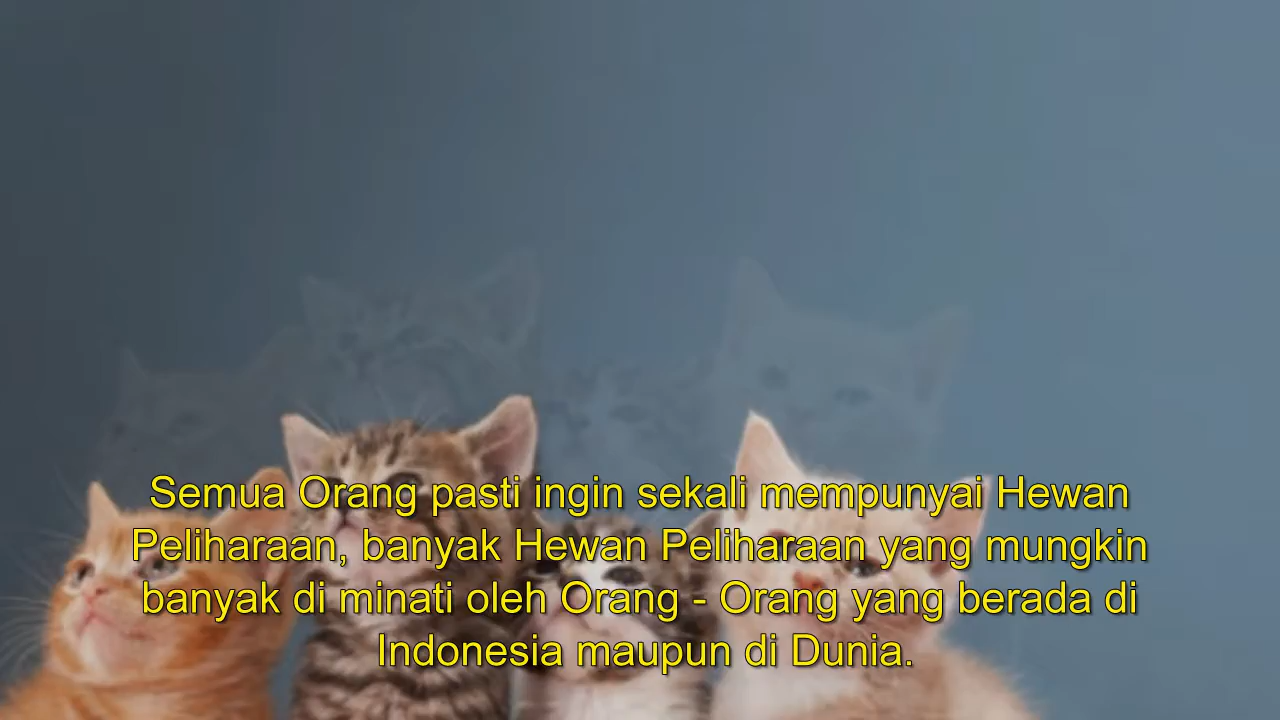 Semua Orang pasti ingin sekali mempunyai Hewan
Peliharaan, banyak Hewan Peliharaan yang mungkin
banyak di minati oleh Orang - Orang yang berada di
Indonesia maupun di Dunia.